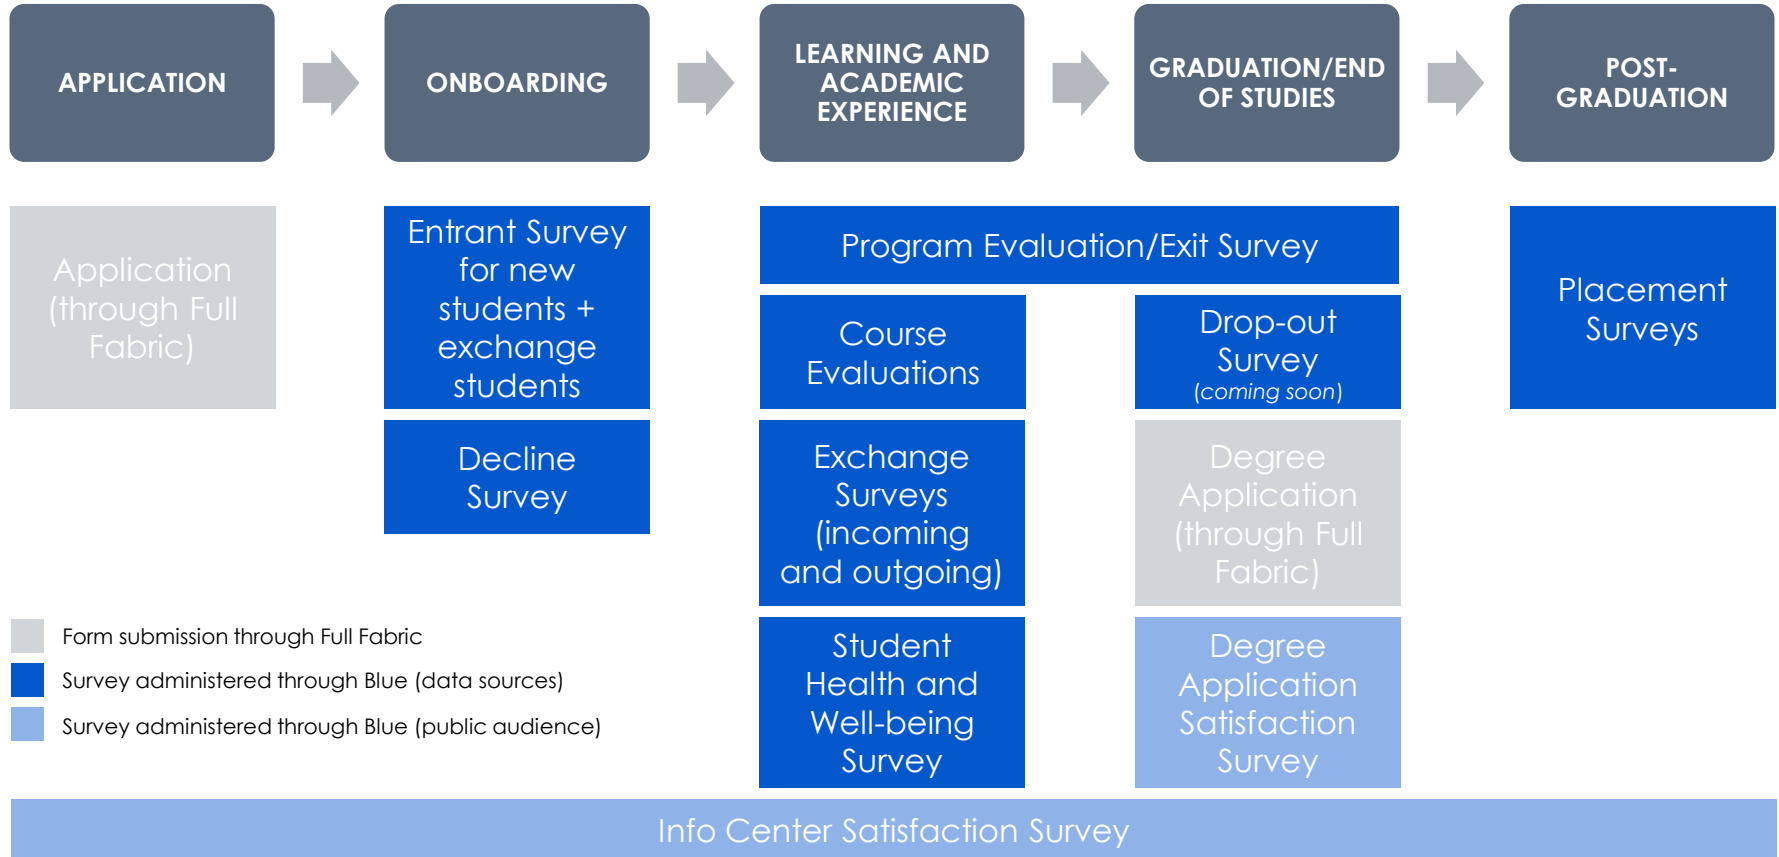 APPLICATION
ONBOARDING
LEARNING AND
ACADEMIC
EXPERIENCE
GRADUATION/END
OF STUDIES
POST-
GRADUATION
Application
(through Full
Fabric)
Entrant Survey
for new
students +
exchange
students
Decline
Survey
Program Evaluation/Exit Survey
Course
Evaluations
Exchange
Surveys
(incoming
and outgoing)
Student
Health and
Well-being
Survey
Drop-out
Survey
(coming soon)
Degree
Application
(through Full
Fabric)
Degree
Application
Satisfaction
Survey
Placement
Surveys
Form submission through Full Fabric
Survey administered through Blue (data sources)
Survey administered through Blue (public audience)
Info Center Satisfaction Survey